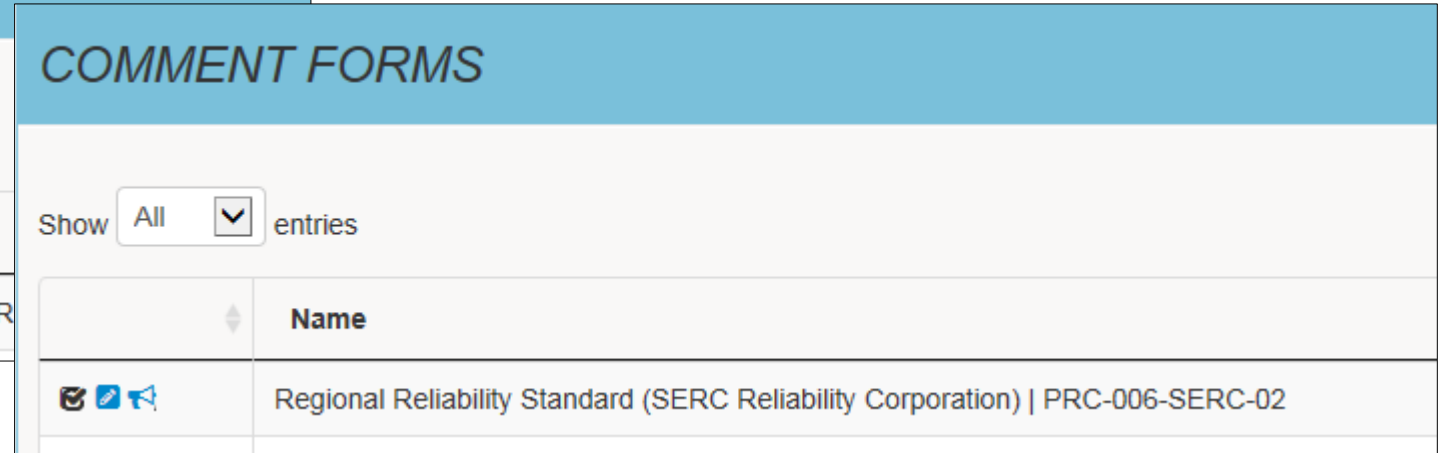 COMMENT FORMS
Show All entries
Name
R
Regional Reliability Standard (SERC Reliability Corporation) | PRC-006-SERC-02